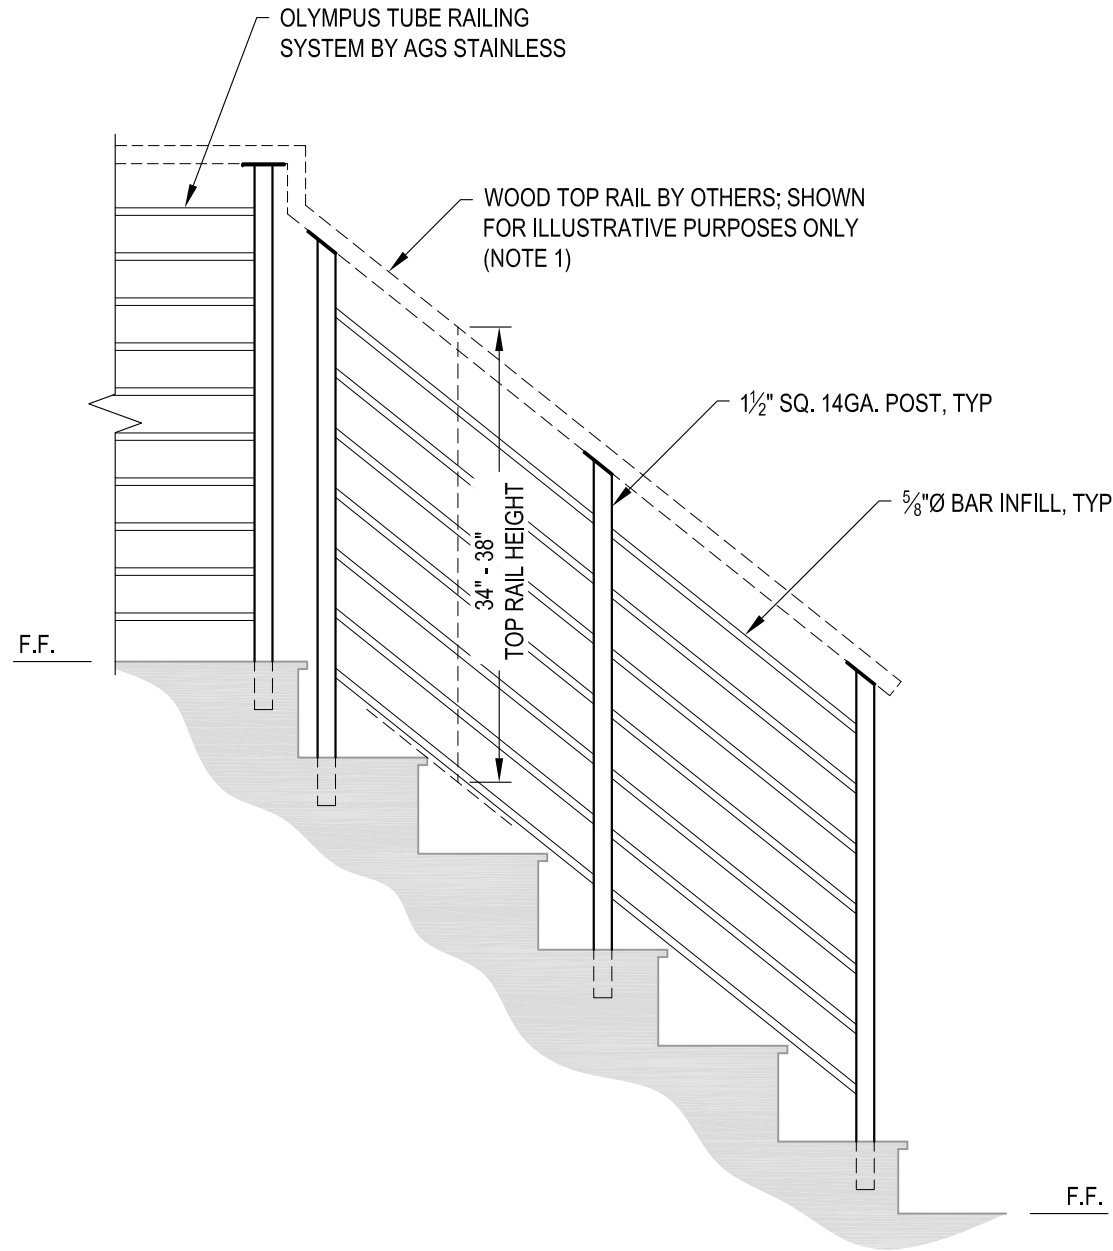 OLYMPUS TUBE RAILING
SYSTEM BY AGS STAINLESS
WOOD TOP RAIL BY OTHERS; SHOWN
FOR ILLUSTRATIVE PURPOSES ONLY
(NOTE 1)
1½" SQ. 14GA. POST, TYP
⅝"Ø BAR INFILL, TYP
34" - 38"
TOP RAIL HEIGHT
F.F.
F.F.